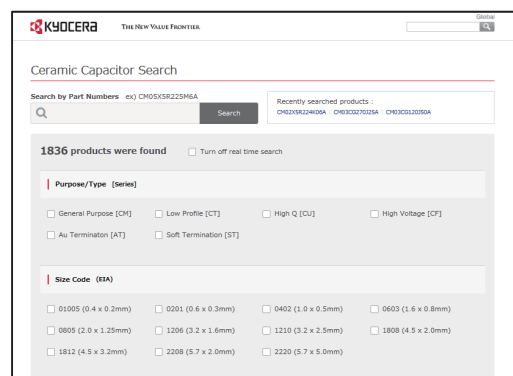 Global
KYOCERA THE NEW VALUE FRONTIER
Ceramic Capacitor Search
Search by Part Numbers ex) CM05X5R225M6A
Search
Recently searched products :
CM02X5R224K06A | CM03CG270J25A | CM03CG120J50A
1836 products were found Turn off real time search
Purpose/Type [Series]
General Purpose [CM] Low Profile [CT] High Q [CU] High Voltage [CF]
Au Terminaton [AT] Soft Termination [ST]
Size Code (EIA)
01005 (0.4 x 0.2mm) 0201 (0.6 x 0.3mm) 0402 (1.0 x 0.5mm) 0603 (1.6 x 0.8mm)
0805 (2.0 x 1.25mm) 1206 (3.2 x 1.6mm) 1210 (3.2 x 2.5mm) 1808 (4.5 x 2.0mm)
1812 (4.5 x 3.2mm) 2208 (5.7 x 2.0mm) 2220 (5.7 x 5.0mm)